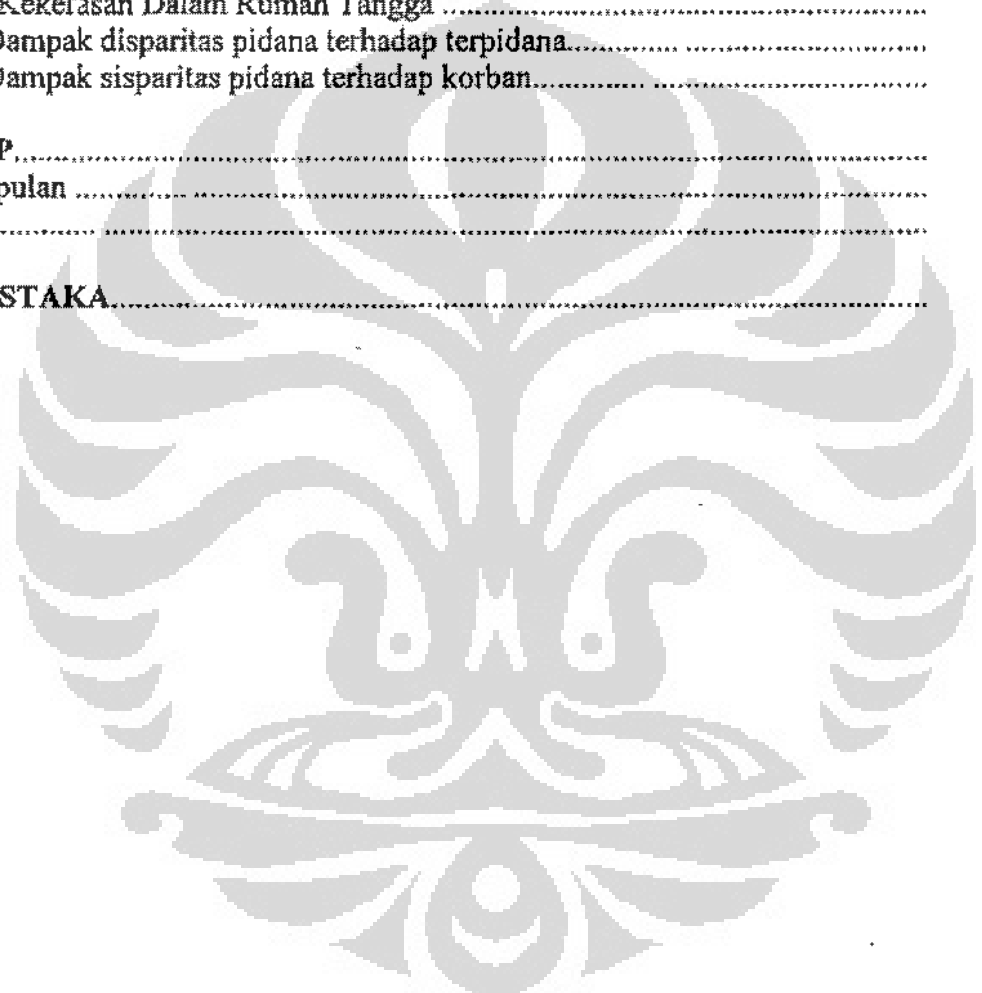 Kekerasan Dalam Rumah Tangga ..................................................
Dampak disparitas pidana terhadap terpidana............. ..................................
Dampak sisparitas pidana terhadap korban............. ..................................
P..................................................
pulan ............ ..................................................
............ ..................................................
STAKA..................................................